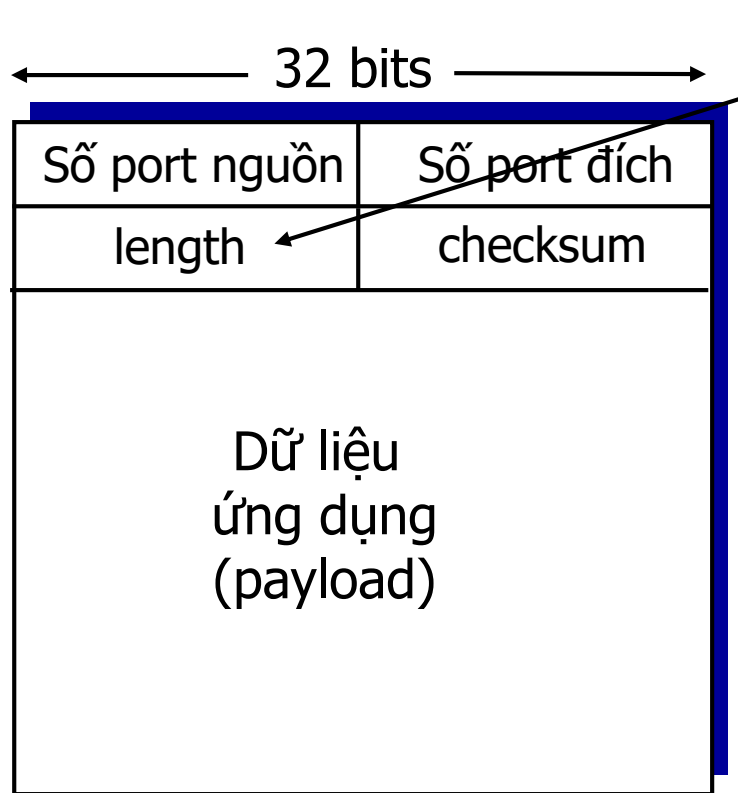 32 bits
Số port nguồn
Số port đích
length
checksum
Dữ liệu
ứng dụng
(payload)